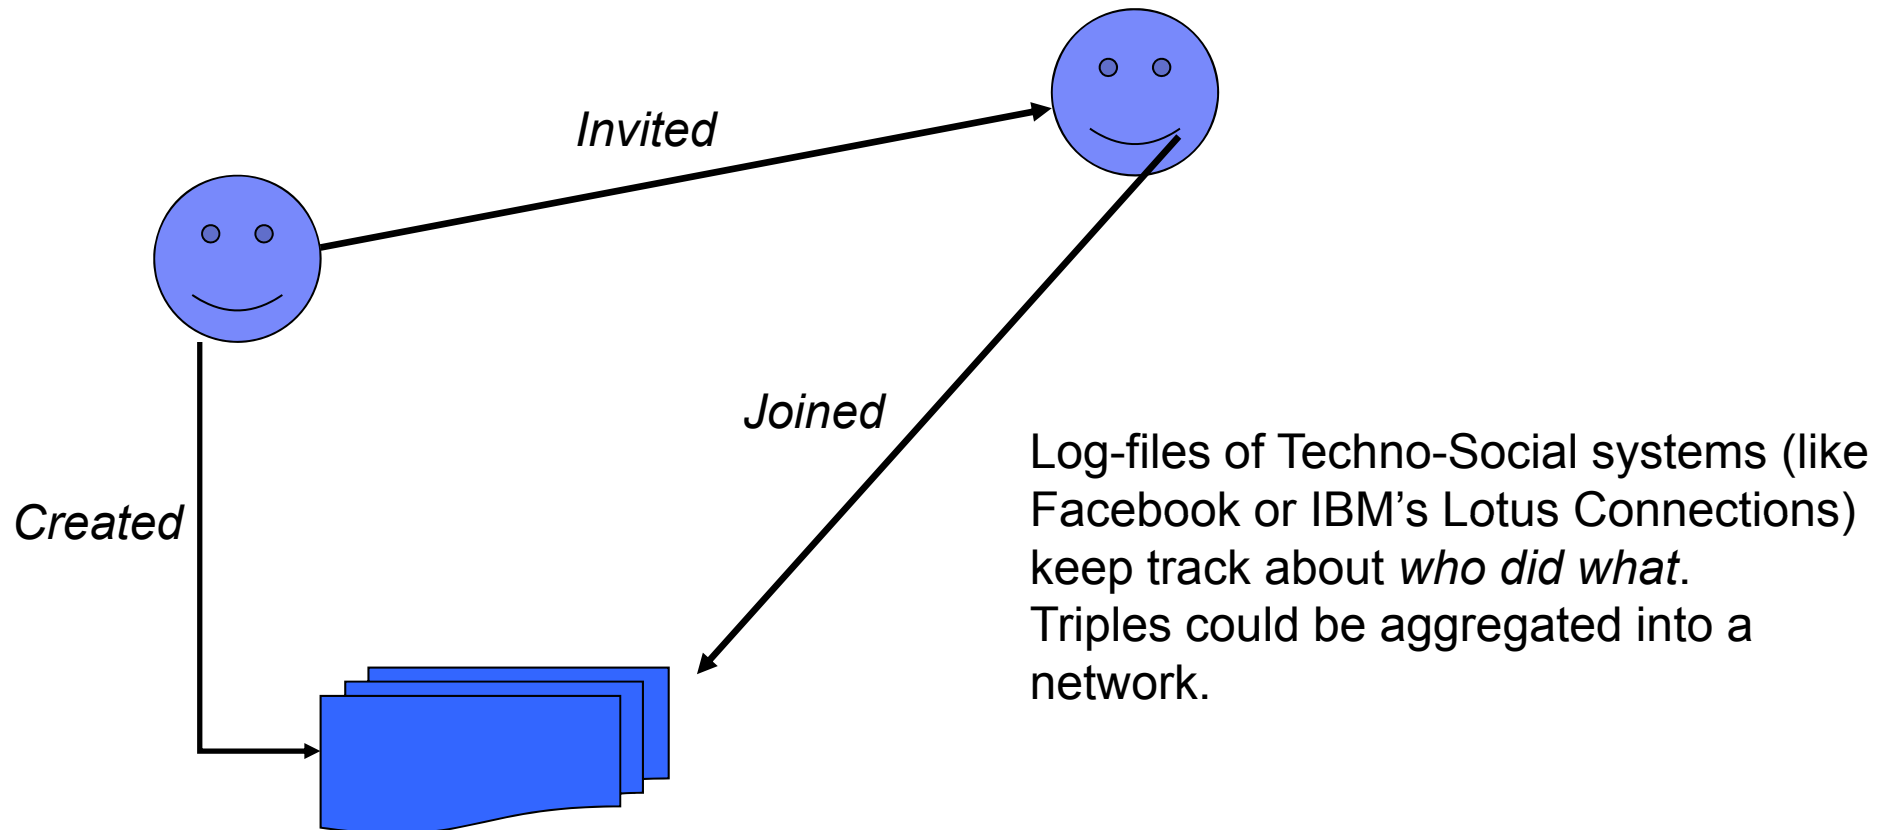 Invited
Joined
Created
Log-files of Techno-Social systems (like
Facebook or IBM’s Lotus Connections)
keep track about who did what.
Triples could be aggregated into a
network.